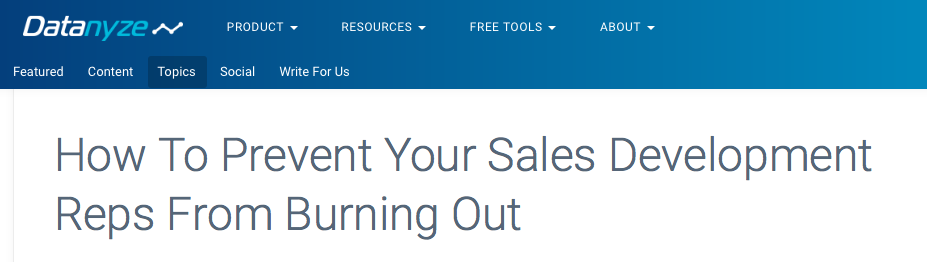 Datanyze PRODUCT RESOURCES FREE TOOLS ABOUT
Featured Content Topics Social Write For Us
How To Prevent Your Sales Development
Reps From Burning Out